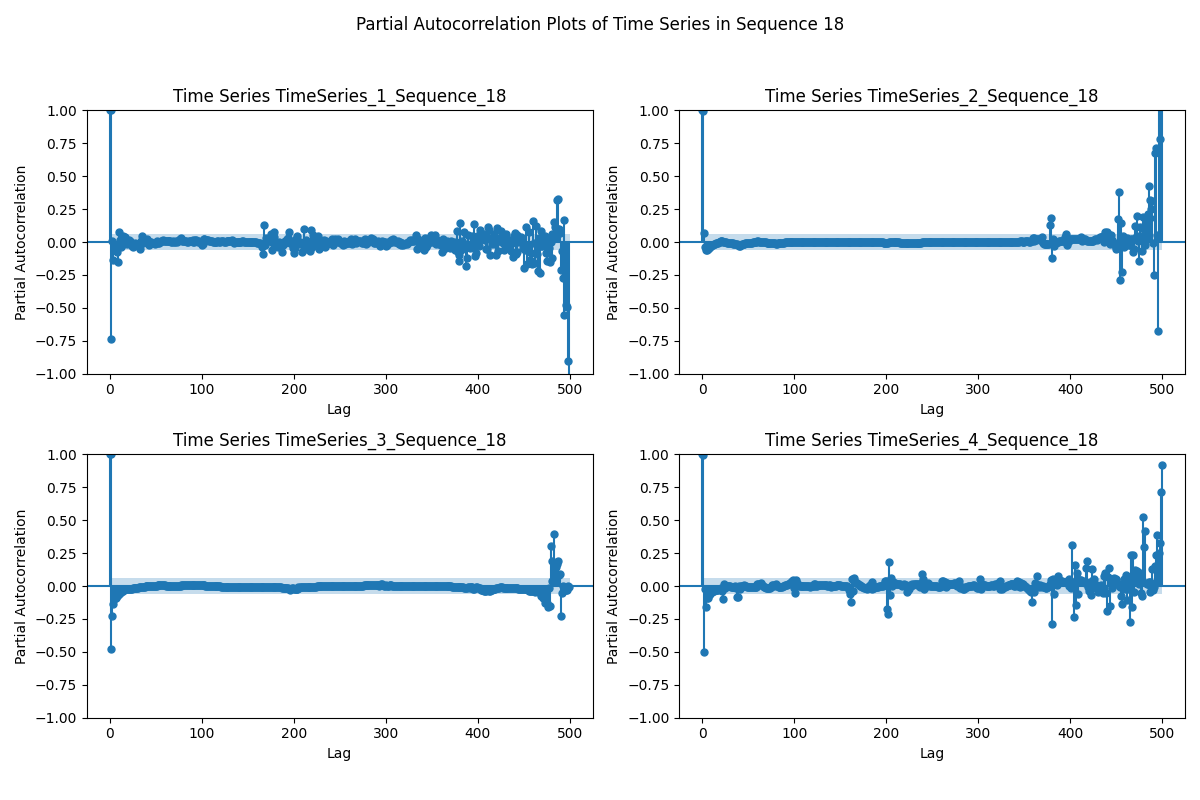 Partial Autocorrelation Plots of Time Series in Sequence 18
Time Series TimeSeries_1_Sequence_18
1.00
0.75
0.50
0.25
0.00
−0.25
−0.50
−0.75
−1.00
Partial Autocorrelation
0 100 200 300 400 500
Lag
Time Series TimeSeries_2_Sequence_18
1.00
0.75
0.50
0.25
0.00
−0.25
−0.50
−0.75
−1.00
Partial Autocorrelation
0 100 200 300 400 500
Lag
Time Series TimeSeries_3_Sequence_18
1.00
0.75
0.50
0.25
0.00
−0.25
−0.50
−0.75
−1.00
Partial Autocorrelation
0 100 200 300 400 500
Lag
Time Series TimeSeries_4_Sequence_18
1.00
0.75
0.50
0.25
0.00
−0.25
−0.50
−0.75
−1.00
Partial Autocorrelation
0 100 200 300 400 500
Lag